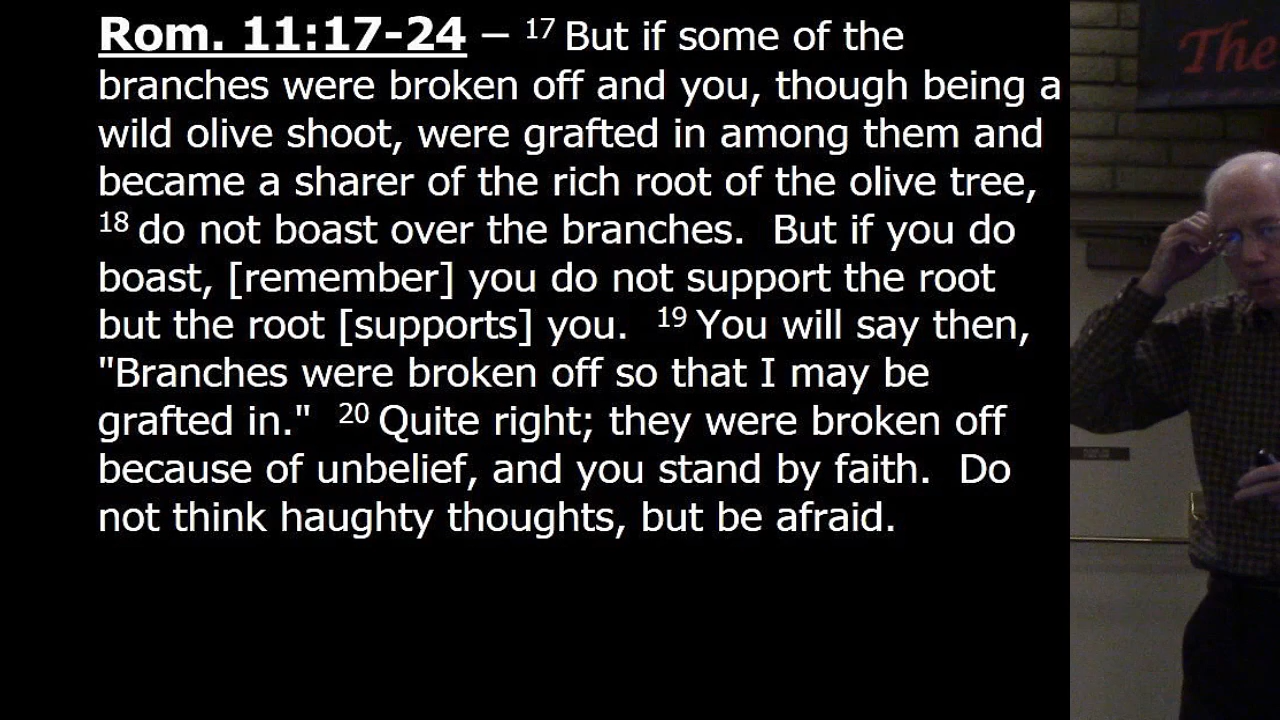 Rom. 11:17-24 – 17 But if some of the
branches were broken off and you, though being a
wild olive shoot, were grafted in among them and
became a sharer of the rich root of the olive tree,
18 do not boast over the branches.  But if you do
boast, [remember] you do not support the root
but the root [supports] you.  19 You will say then,
"Branches were broken off so that I may be
grafted in."  20 Quite right; they were broken off
because of unbelief, and you stand by faith.  Do
not think haughty thoughts, but be afraid.
The